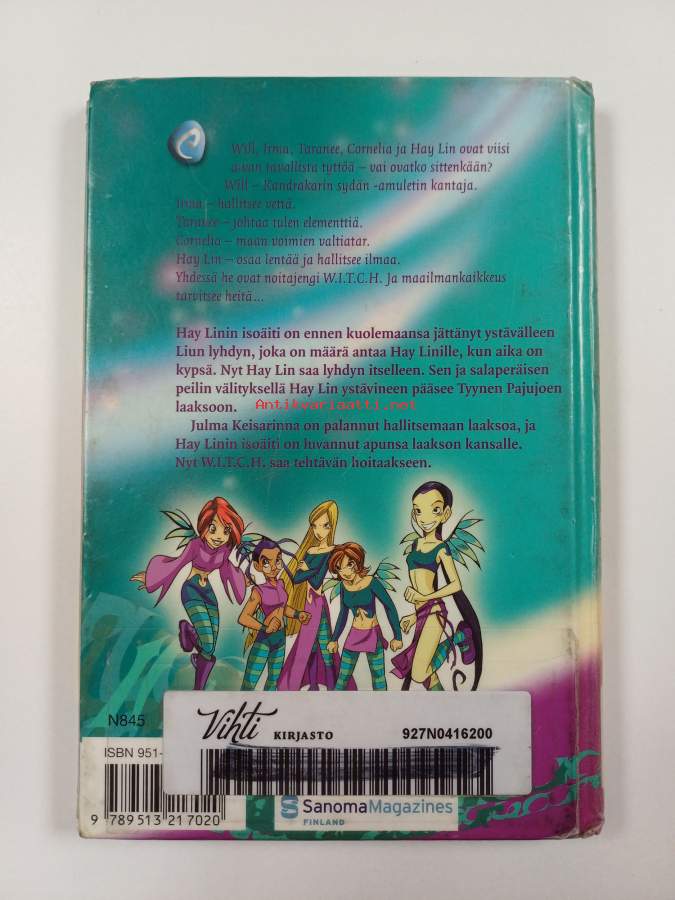 Will, Irma, Taranee, Cornelia ja Hay Lin ovat viisi
aivan tavallista tyttöä – vai ovatko sittenkään?
Will – Kandrakarin sydän -amuletin kantaja.
Irma – hallitsee vettä.
Taranee – johtaa tulen elementtiä.
Cornelia – maan voimien valtiatar.
Hay Lin – osaa lentää ja hallitsee ilmaa.
Yhdessä he ovat noitajengi W.I.T.C.H. Ja maailmankaikkeus
tarvitsee heitä...
Hay Linin isoäiti on ennen kuolemaansa jättänyt ystävälleen
Liun lyhdyn, joka on määrä antaa Hay Linille, kun aika on
kypsä. Nyt Hay Lin saa lyhdyn itselleen. Sen ja salaperäisen
peilin välityksellä Hay Lin ystävineen pääsee Tyynen Pajujoen
laaksoon.
Antikvariaatti.net
Julma Keisarinna on palannut hallitsemaan laaksoa, ja
Hay Linin isoäiti on luvannut apunsa laakson kansalle.
Nyt W.I.T.C.H. saa tehtävän hoitaakseen.
N845
Vihti KIRJASTO 927N0416200
ISBN 951-
9 789513 217020
S SanomaMagazines
FINLAND